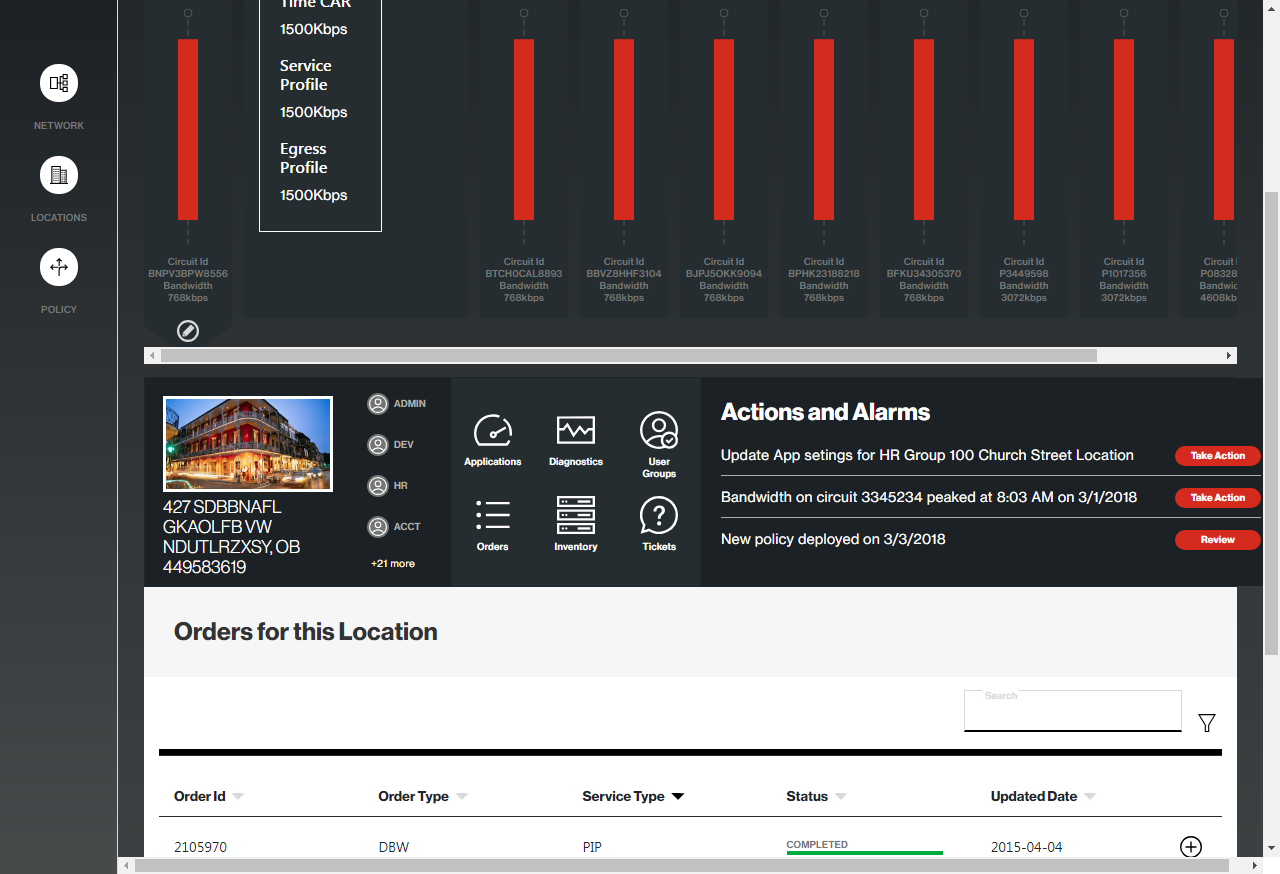 NETWORK
LOCATIONS
POLICY
Time CAR
1500Kbps
Service
Profile
1500Kbps
Egress
Profile
1500Kbps
Circuit Id
BNPV3BPW8556
Bandwidth
768kbps
Circuit Id
BTCH0CAL8893
Bandwidth
768kbps
Circuit Id
BBVZ8HHF3104
Bandwidth
768kbps
Circuit Id
BJPJ5OKK9094
Bandwidth
768kbps
Circuit Id
BPHK23188218
Bandwidth
768kbps
Circuit Id
BFKU34305370
Bandwidth
768kbps
Circuit Id
P3449598
Bandwidth
3072kbps
Circuit Id
P1017356
Bandwidth
3072kbps
Circuit I
P08328
Bandwic
4608kb
427 SDBBNAFL
GKAOLFB VW
NDUTLRZXSY, OB
449583619
ADMIN
DEV
HR
ACCT
+21 more
Applications
Diagnostics
User
Groups
Orders
Inventory
Tickets
Actions and Alarms
Update App setings for HR Group 100 Church Street Location
Take Action
Bandwidth on circuit 3345234 peaked at 8:03 AM on 3/1/2018
Take Action
New policy deployed on 3/3/2018
Review
Orders for this Location
Search
Order Id Order Type Service Type Status Updated Date
2105970 DBW PIP COMPLETED 2015-04-04